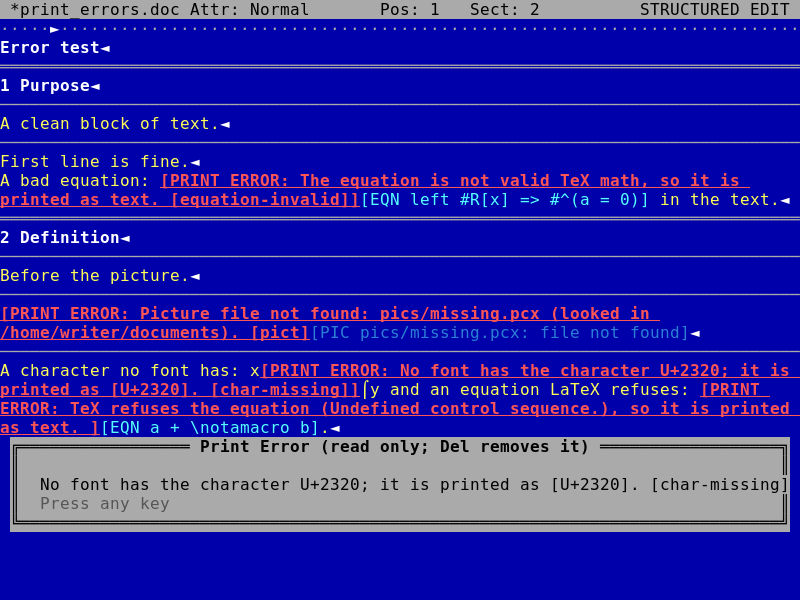 *print_errors.doc Attr: Normal Pos: 1 Sect: 2 STRUCTURED EDIT
Error test◄
1 Purpose◄
A clean block of text.◄
First line is fine.◄
A bad equation: [PRINT ERROR: The equation is not valid TeX math, so it is
printed as text. [equation-invalid]][EQN left #R[x] => #^(a = 0)] in the text.◄
2 Definition◄
Before the picture.◄
[PRINT ERROR: Picture file not found: pics/missing.pcx (looked in
/home/writer/documents). [pict][PIC pics/missing.pcx: file not found]◄
A character no font has: x[PRINT ERROR: No font has the character U+2320; it is
printed as [U+2320]. [char-missing]]⌠y and an equation LaTeX refuses: [PRINT
ERROR: TeX refuses the equation (Undefined control sequence.), so it is printed
as text. ][EQN a + \notamacro b].◄
Print Error (read only; Del removes it)
No font has the character U+2320; it is printed as [U+2320]. [char-missing]
Press any key